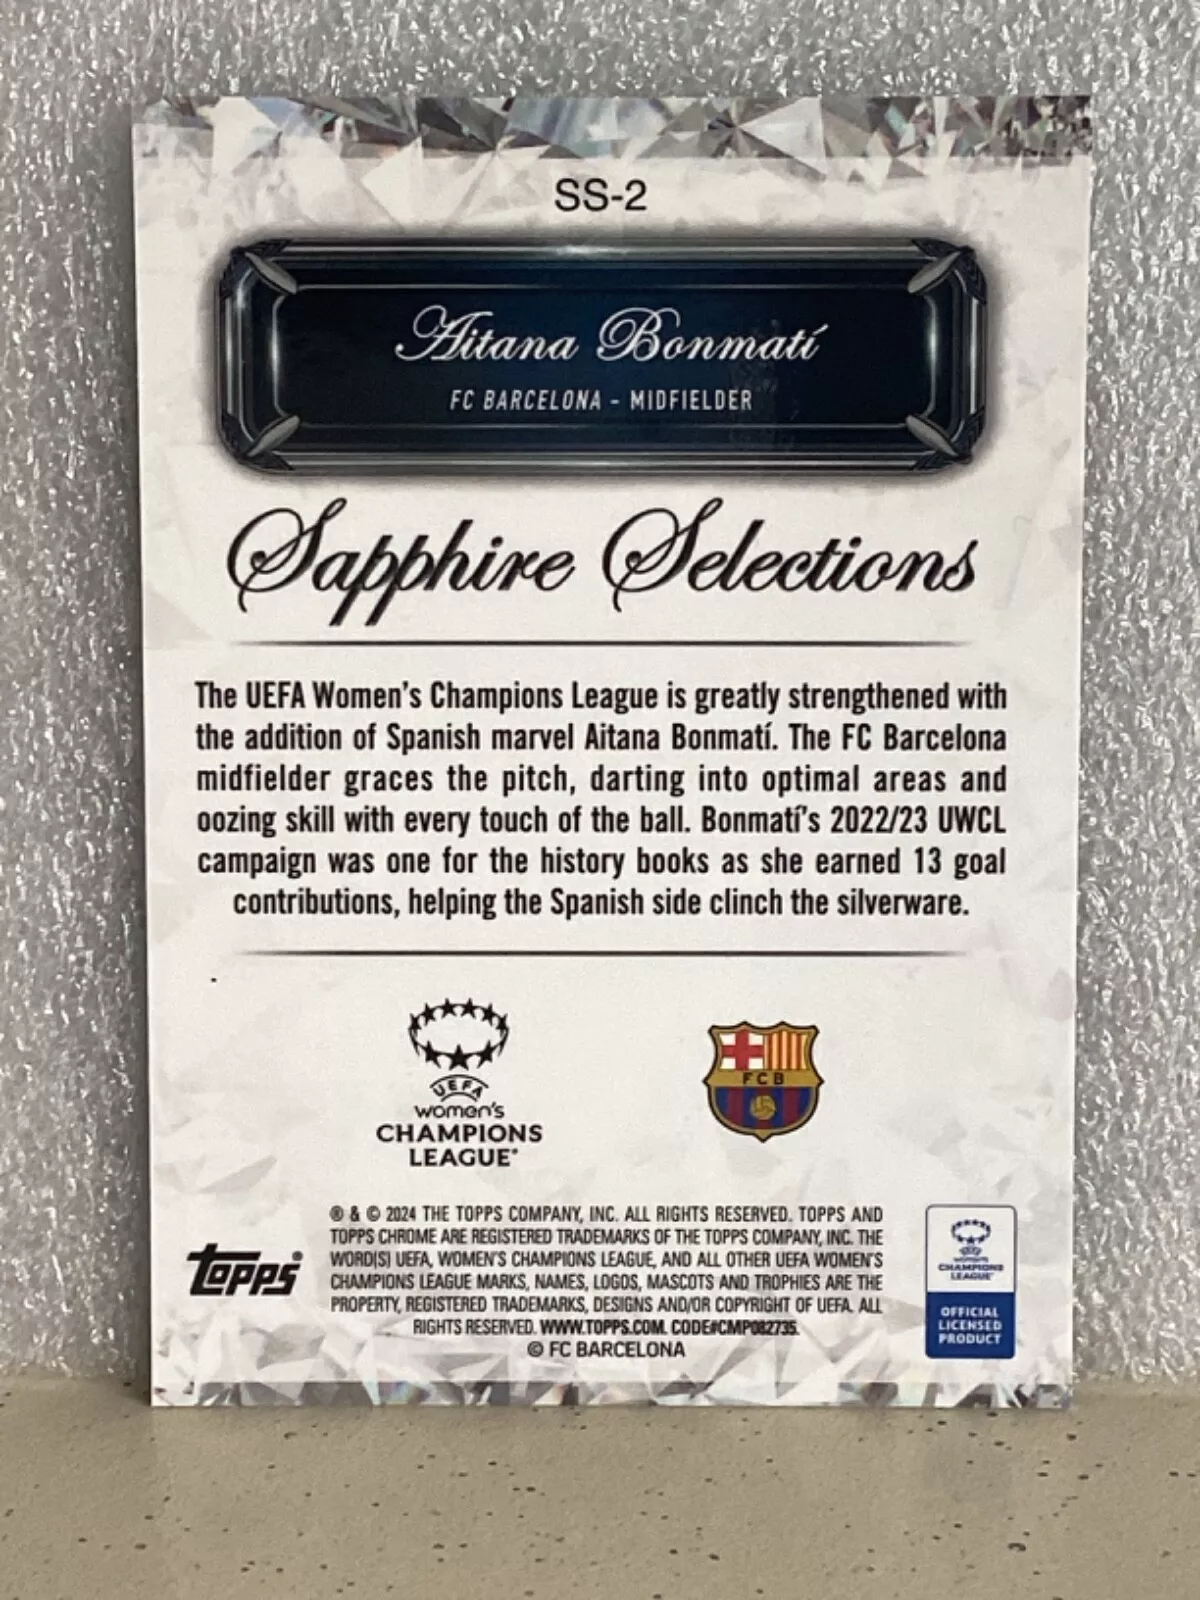 SS-2
Aitana Bonmatí
FC BARCELONA - MIDFIELDER
Sapphire Selections
The UEFA Women's Champions League is greatly strengthened with
the addition of Spanish marvel Aitana Bonmatí. The FC Barcelona
midfielder graces the pitch, darting into optimal areas and
oozing skill with every touch of the ball. Bonmatí's 2022/23 UWCL
campaign was one for the history books as she earned 13 goal
contributions, helping the Spanish side clinch the silverware.
UEFA
women's
CHAMPIONS
LEAGUE
FCB
® & © 2024 THE TOPPS COMPANY, INC. ALL RIGHTS RESERVED. TOPPS AND
TOPPS CHROME ARE REGISTERED TRADEMARKS OF THE TOPPS COMPANY, INC. THE
WORD(S) UEFA, WOMEN'S CHAMPIONS LEAGUE, AND ALL OTHER UEFA WOMEN'S
CHAMPIONS LEAGUE MARKS, NAMES, LOGOS, MASCOTS AND TROPHIES ARE THE
PROPERTY, REGISTERED TRADEMARKS, DESIGNS AND/OR COPYRIGHT OF UEFA. ALL
RIGHTS RESERVED. WWW.TOPPS.COM. CODE#CMP082735.
© FC BARCELONA
topps®
UEFA
women's
CHAMPIONS
LEAGUE
OFFICIAL
LICENSED
PRODUCT